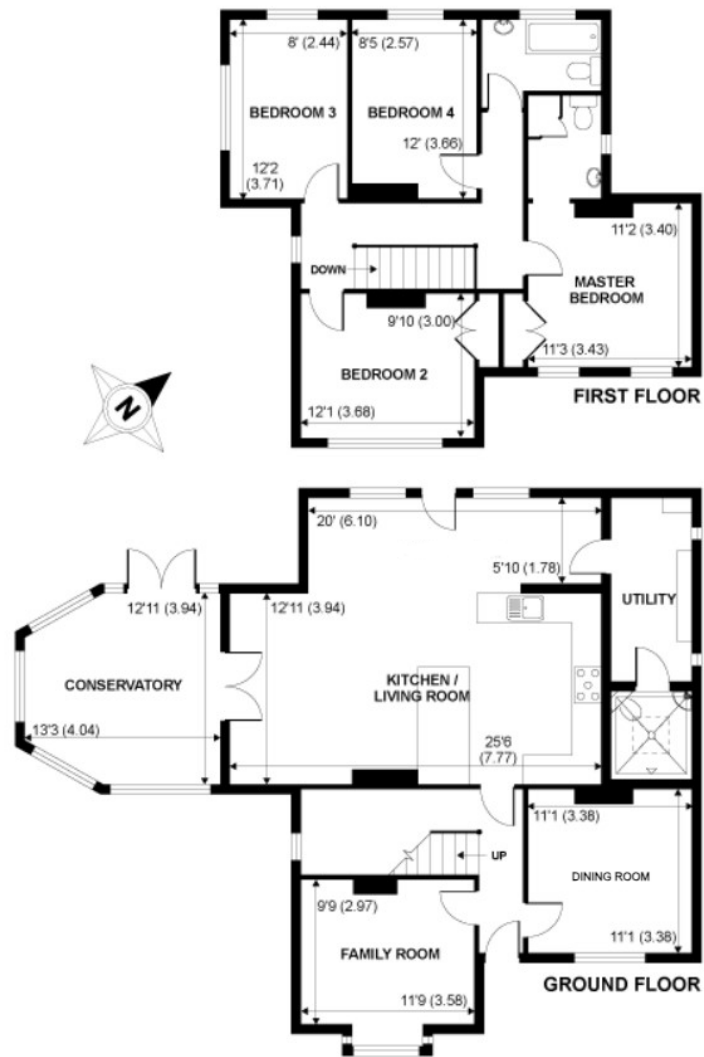 8' (2.44)
8'5 (2.57)
BEDROOM 3
BEDROOM 4
12'2
(3.71)
12' (3.66)
11'2 (3.40)
DOWN
MASTER
BEDROOM
9'10 (3.00)
11'3 (3.43)
BEDROOM 2
12'1 (3.68)
FIRST FLOOR
N
20' (6.10)
5'10 (1.78)
12'11 (3.94)
12'11 (3.94)
UTILITY
CONSERVATORY
KITCHEN /
LIVING ROOM
13'3 (4.04)
25'6
(7.77)
11'1 (3.38)
UP
DINING ROOM
9'9 (2.97)
11'1 (3.38)
FAMILY ROOM
11'9 (3.58)
GROUND FLOOR